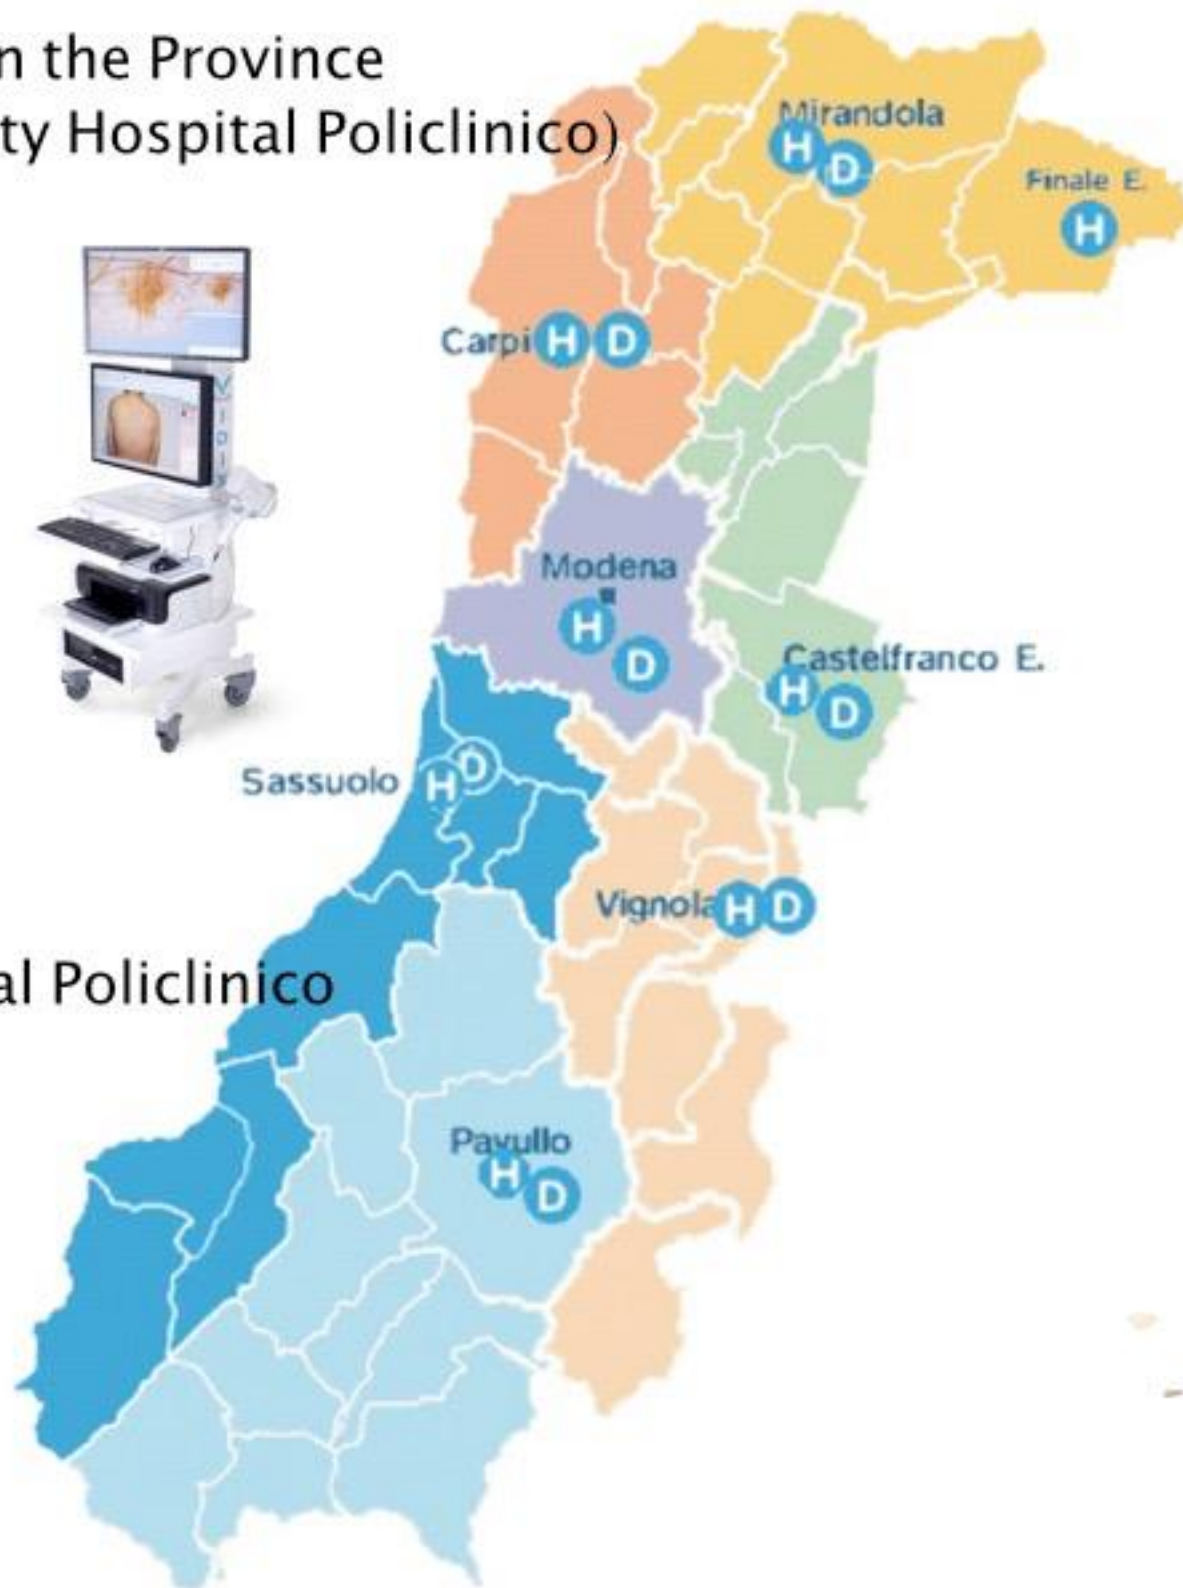 n the Province
ty Hospital Policlinico)
Mirandola
H D
Finale E.
H
Carpi H D
Modena
H
D
Castelfranco E.
H
D
Sassuolo H D
Vignola H D
al Policlinico
Pavullo
H
D